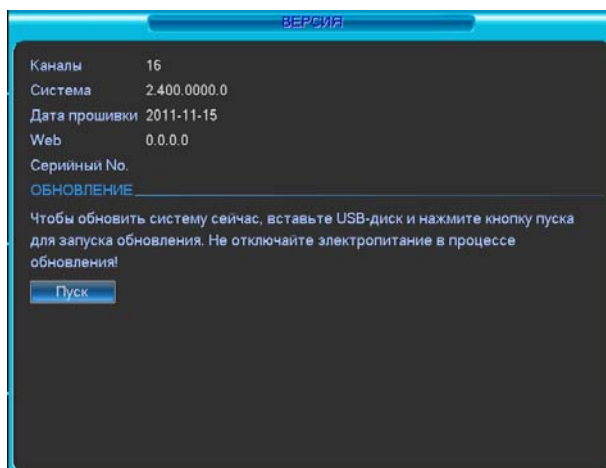 ВЕРСИЯ
Каналы 16
Система 2.400.0000.0
Дата прошивки 2011-11-15
Web 0.0.0.0
Серийный No.
ОБНОВЛЕНИЕ
Чтобы обновить систему сейчас, вставьте USB-диск и нажмите кнопку пуска
для запуска обновления. Не отключайте электропитание в процессе
обновления!
Пуск